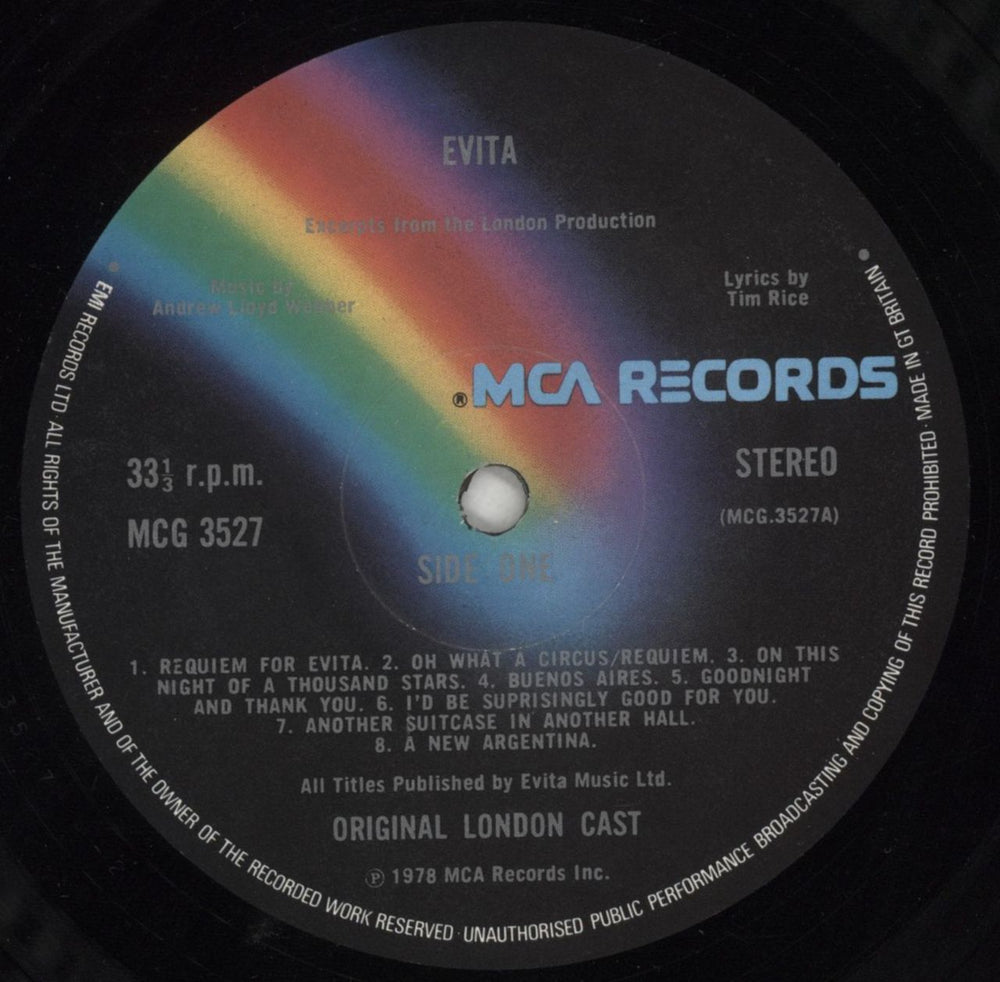 EVITA
Excerpts from the London Production
Music by
Andrew Lloyd Webber
Lyrics by
Tim Rice
®MCA RECORDS
33⅓ r.p.m.
MCG 3527
STEREO
(MCG.3527A)
SIDE ONE
1. REQUIEM FOR EVITA. 2. OH WHAT A CIRCUS/REQUIEM. 3. ON THIS
NIGHT OF A THOUSAND STARS. 4. BUENOS AIRES. 5. GOODNIGHT
AND THANK YOU. 6. I'D BE SUPRISINGLY GOOD FOR YOU.
7. ANOTHER SUITCASE IN ANOTHER HALL.
8. A NEW ARGENTINA.
All Titles Published by Evita Music Ltd.
ORIGINAL LONDON CAST
℗ 1978 MCA Records Inc.
EMI RECORDS LTD · ALL RIGHTS OF THE MANUFACTURER AND OF THE OWNER OF THE RECORDED WORK RESERVED · UNAUTHORISED PUBLIC PERFORMANCE BROADCASTING AND COPYING OF THIS RECORD PROHIBITED · MADE IN GT BRITAIN